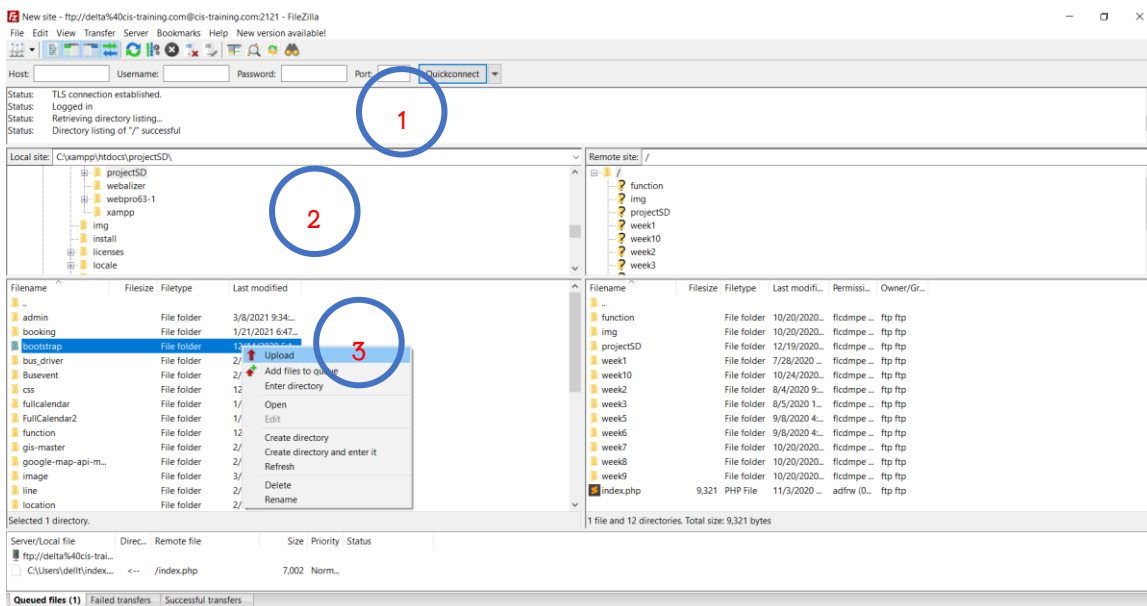 New site - ftp://delta%40cis-training.com@cis-training.com:2121 - FileZilla
File Edit View Transfer Server Bookmarks Help New version available!
Host: Username: Password: Port: Quickconnect
Status: TLS connection established.
Status: Logged in
Status: Retrieving directory listing...
Status: Directory listing of "/" successful
1
Local site: C:\xampp\htdocs\projectSD\
projectSD
webalizer
webpro63-1
xampp
img
install
licenses
locale
2
Remote site: /
/
function
img
projectSD
week1
week10
week2
week3
Filename Filesize Filetype Last modified
..
admin File folder 3/8/2021 9:34:...
booking File folder 1/21/2021 6:47...
bootstrap File folder
bus_driver File folder 2/
Busevent File folder 2/
css File folder 12
fullcalendar File folder 1/
FullCalendar2 File folder 1/
function File folder 12
gis-master File folder 2/
google-map-api-m... File folder 2/
image File folder 3/
line File folder 2/
location File folder 2/
Selected 1 directory.
3
Upload
Add files to queue
Enter directory
Open
Edit
Create directory
Create directory and enter it
Refresh
Delete
Rename
Filename Filesize Filetype Last modifi... Permissi... Owner/Gr...
..
function File folder 10/20/2020... flcdmpe ... ftp ftp
img File folder 10/20/2020... flcdmpe ... ftp ftp
projectSD File folder 12/19/2020... flcdmpe ... ftp ftp
week1 File folder 7/28/2020 ... flcdmpe ... ftp ftp
week10 File folder 10/24/2020... flcdmpe ... ftp ftp
week2 File folder 8/4/2020 9:... flcdmpe ... ftp ftp
week3 File folder 8/5/2020 1... flcdmpe ... ftp ftp
week5 File folder 9/8/2020 4:... flcdmpe ... ftp ftp
week6 File folder 9/8/2020 4:... flcdmpe ... ftp ftp
week7 File folder 10/20/2020... flcdmpe ... ftp ftp
week8 File folder 10/20/2020... flcdmpe ... ftp ftp
week9 File folder 10/20/2020... flcdmpe ... ftp ftp
index.php 9,321 PHP File 11/3/2020 ... adfrw (0... ftp ftp
1 file and 12 directories. Total size: 9,321 bytes
Server/Local file Direc... Remote file Size Priority Status
ftp://delta%40cis-trai...
C:\Users\dellt\index... <-- /index.php 7,002 Norm...
Queued files (1) Failed transfers Successful transfers